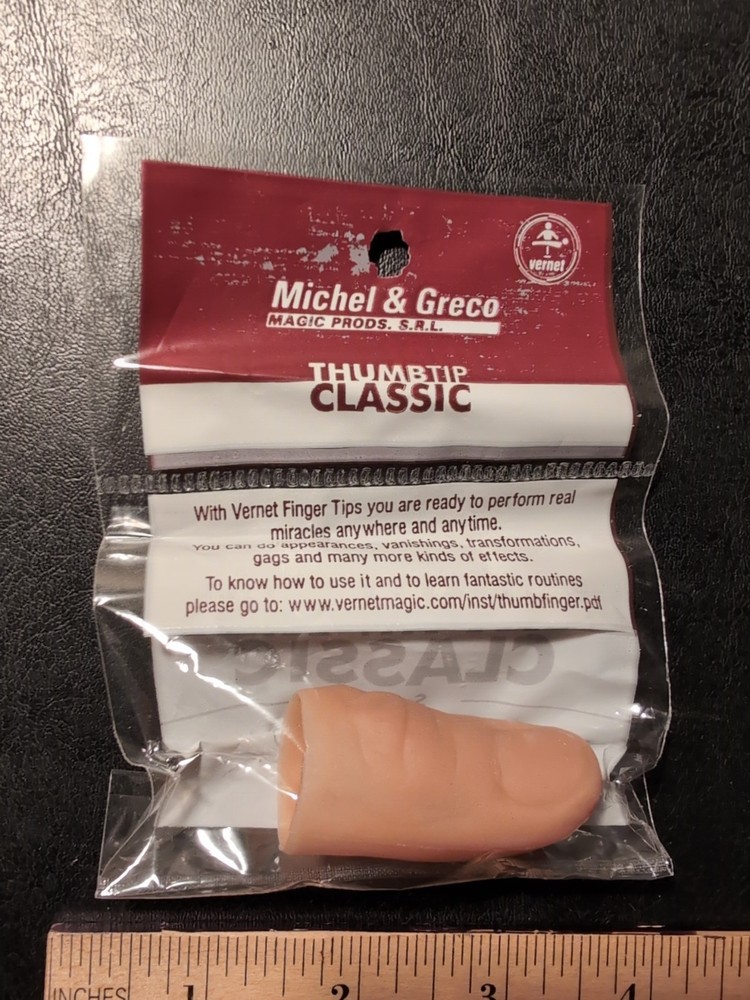 vernet
Michel & Greco
MAGIC PRODS. S.R.L.
THUMBTIP
CLASSIC
With Vernet Finger Tips you are ready to perform real
miracles anywhere and anytime.
You can do appearances, vanishings, transformations,
gags and many more kinds of effects.
To know how to use it and to learn fantastic routines
please go to: www.vernetmagic.com/inst/thumbfinger.pdf
CLASSIC
INCHES 1 2 3 4